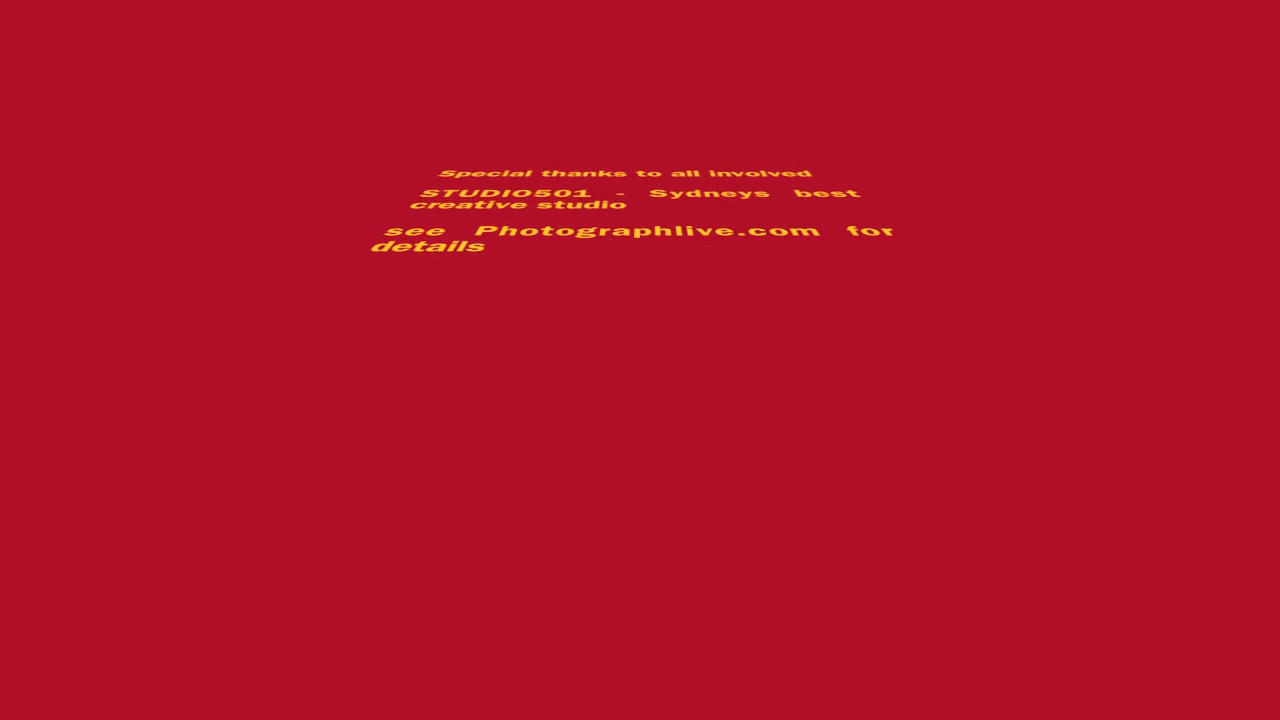 Special thanks to all involved
STUDIO501 - Sydneys best
creative studio
see Photographlive.com for
details